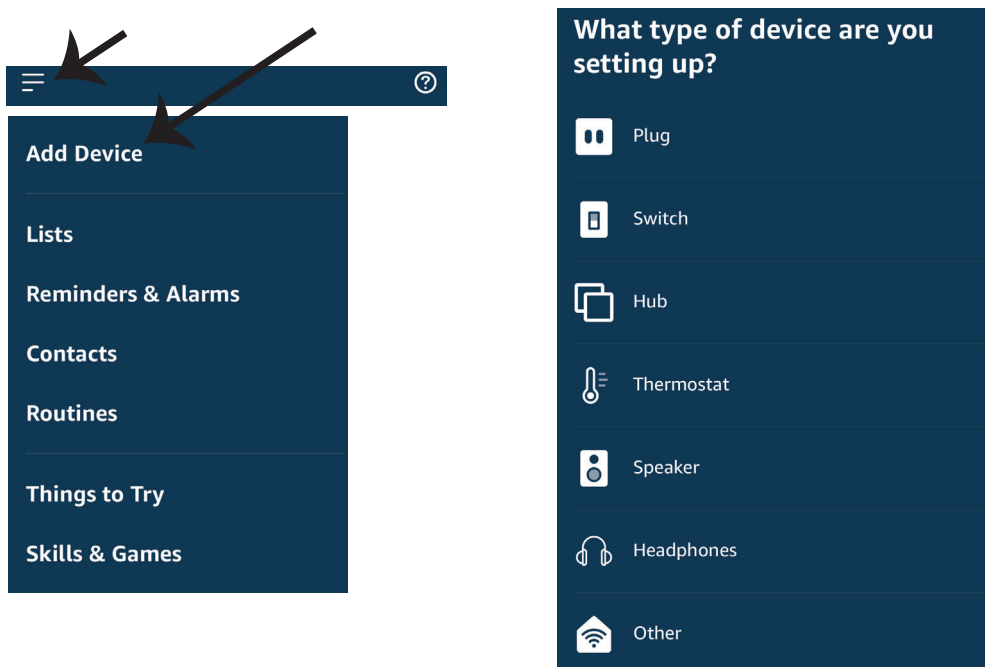 Add Device
Lists
Reminders & Alarms
Contacts
Routines
Things to Try
Skills & Games
What type of device are you
setting up?
Plug
Switch
Hub
Thermostat
Speaker
Headphones
Other